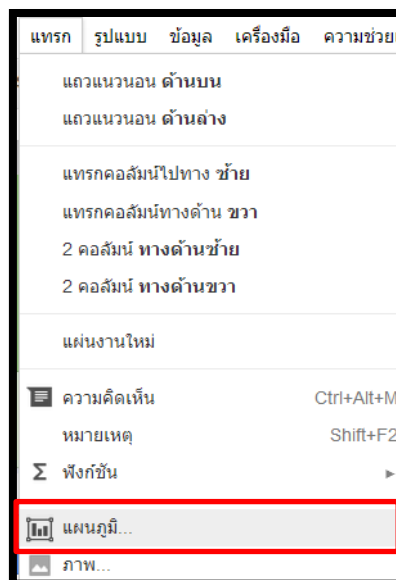 แทรก รูปแบบ ข้อมูล เครื่องมือ ความช่วย
แถวแนวนอน ด้านบน
แถวแนวนอน ด้านล่าง
แทรกคอลัมน์ไปทาง ซ้าย
แทรกคอลัมน์ทางด้าน ขวา
2 คอลัมน์ ทางด้านซ้าย
2 คอลัมน์ ทางด้านขวา
แผ่นงานใหม่
ความคิดเห็น Ctrl+Alt+M
หมายเหตุ Shift+F2
Σ ฟังก์ชัน
แผนภูมิ...
ภาพ...